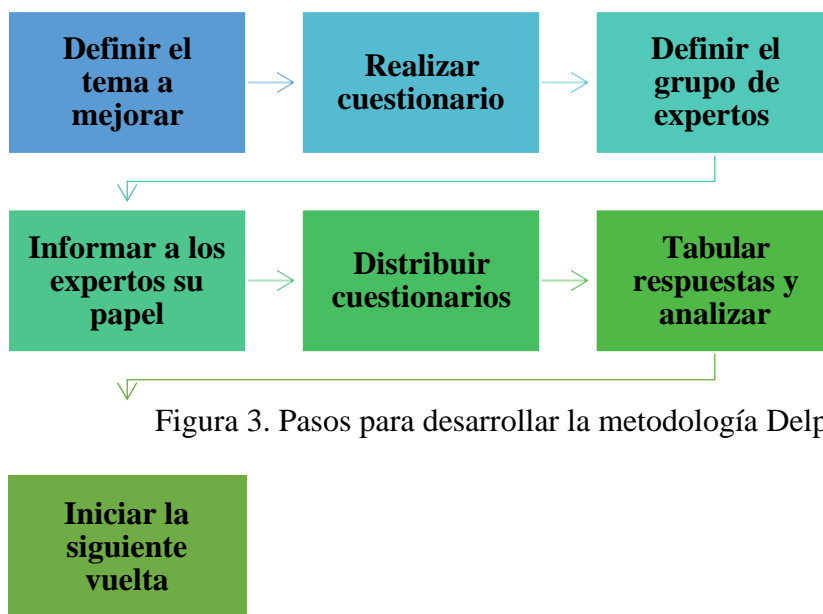 Definir el
tema a
mejorar
Realizar
cuestionario
Definir el
grupo de
expertos
Informar a los
expertos su
papel
Distribuir
cuestionarios
Tabular
respuestas y
analizar
Figura 3. Pasos para desarrollar la metodología Delp
Iniciar la
siguiente
vuelta